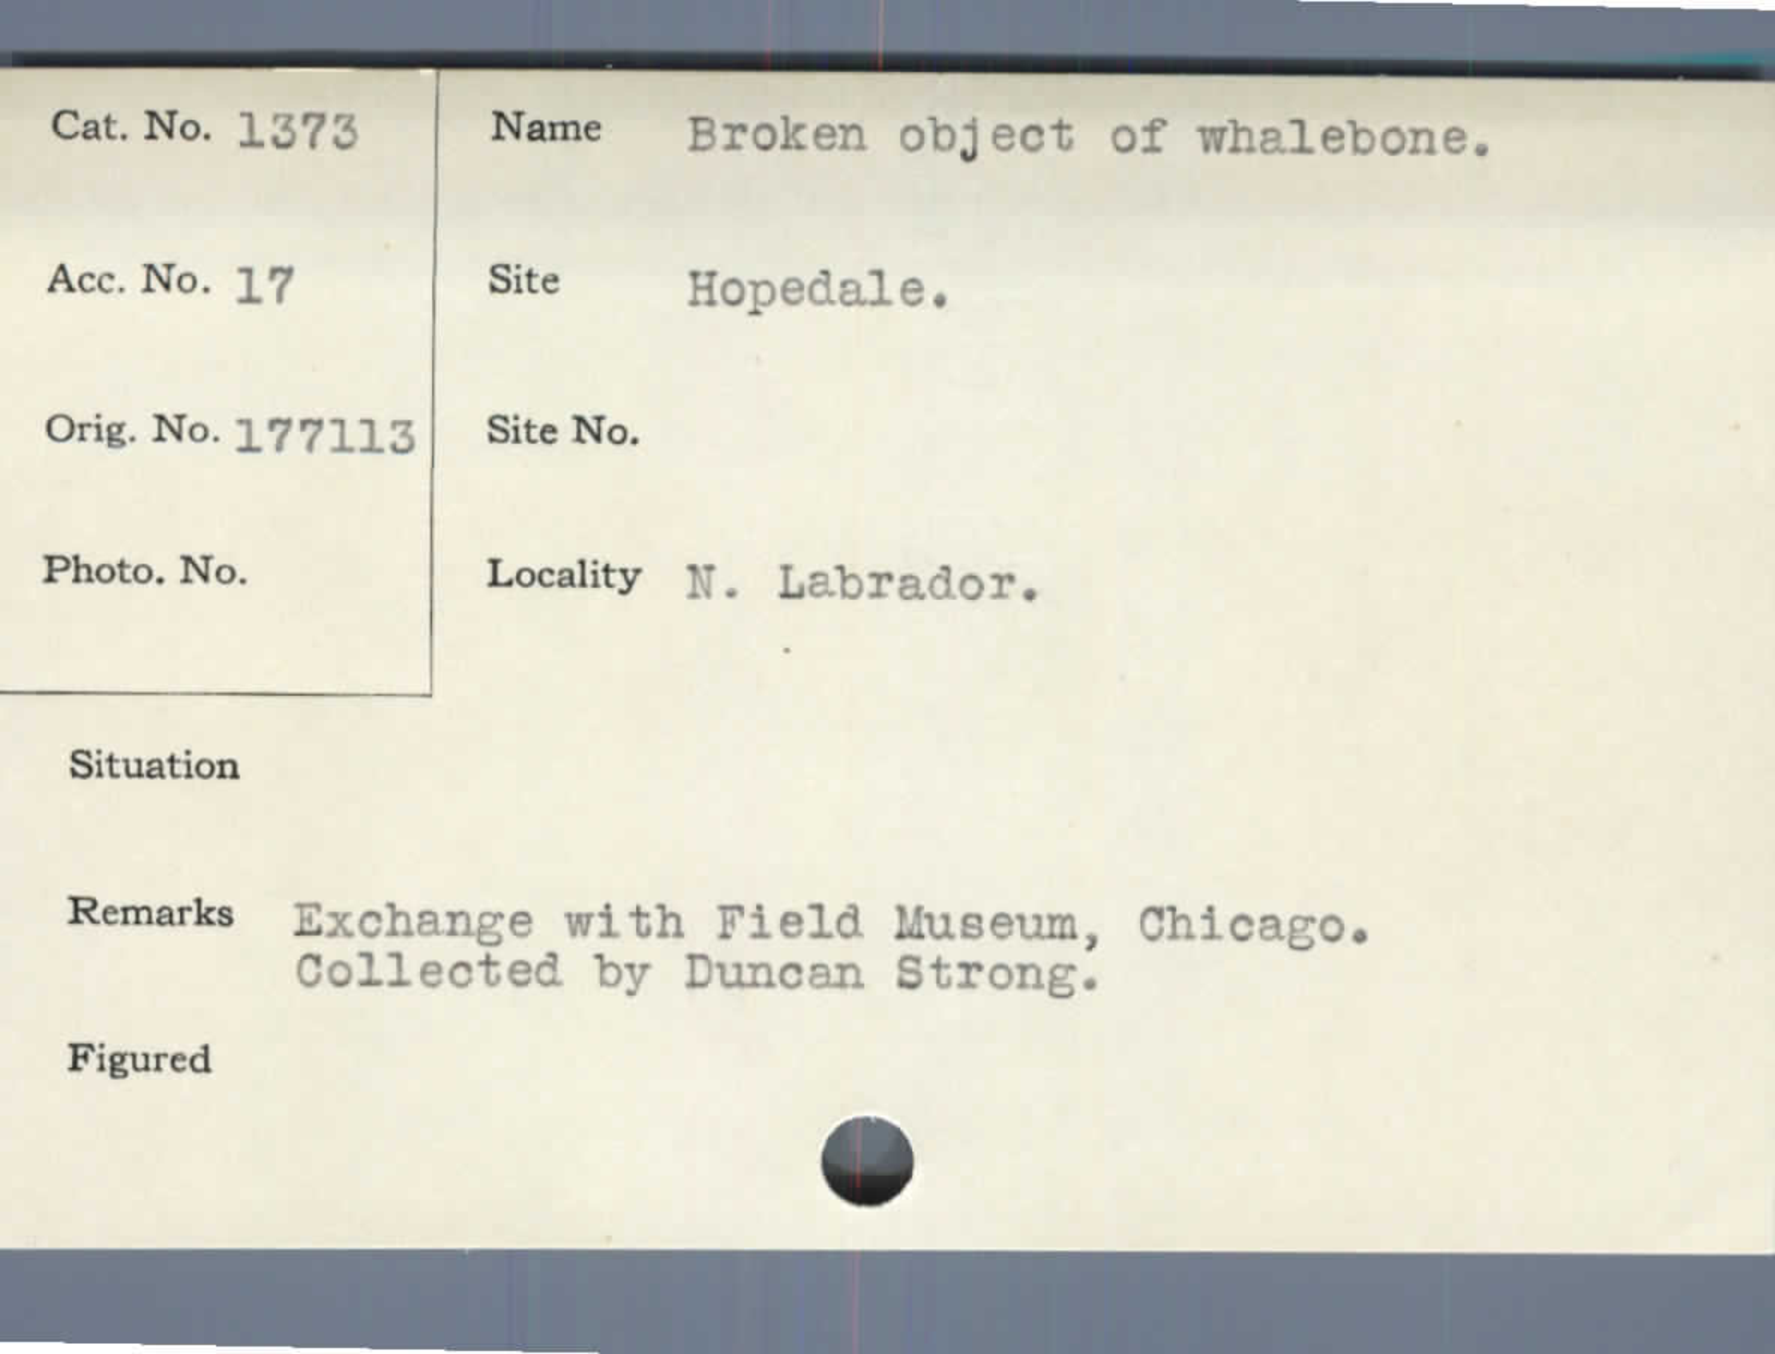 Cat. No. 1373
Acc. No. 17
Orig. No. 177113
Photo. No.
Name Broken object of whalebone.
Site Hopedale.
Site No.
Locality N. Labrador.
Situation
Remarks Exchange with Field Museum, Chicago.
Collected by Duncan Strong.
Figured